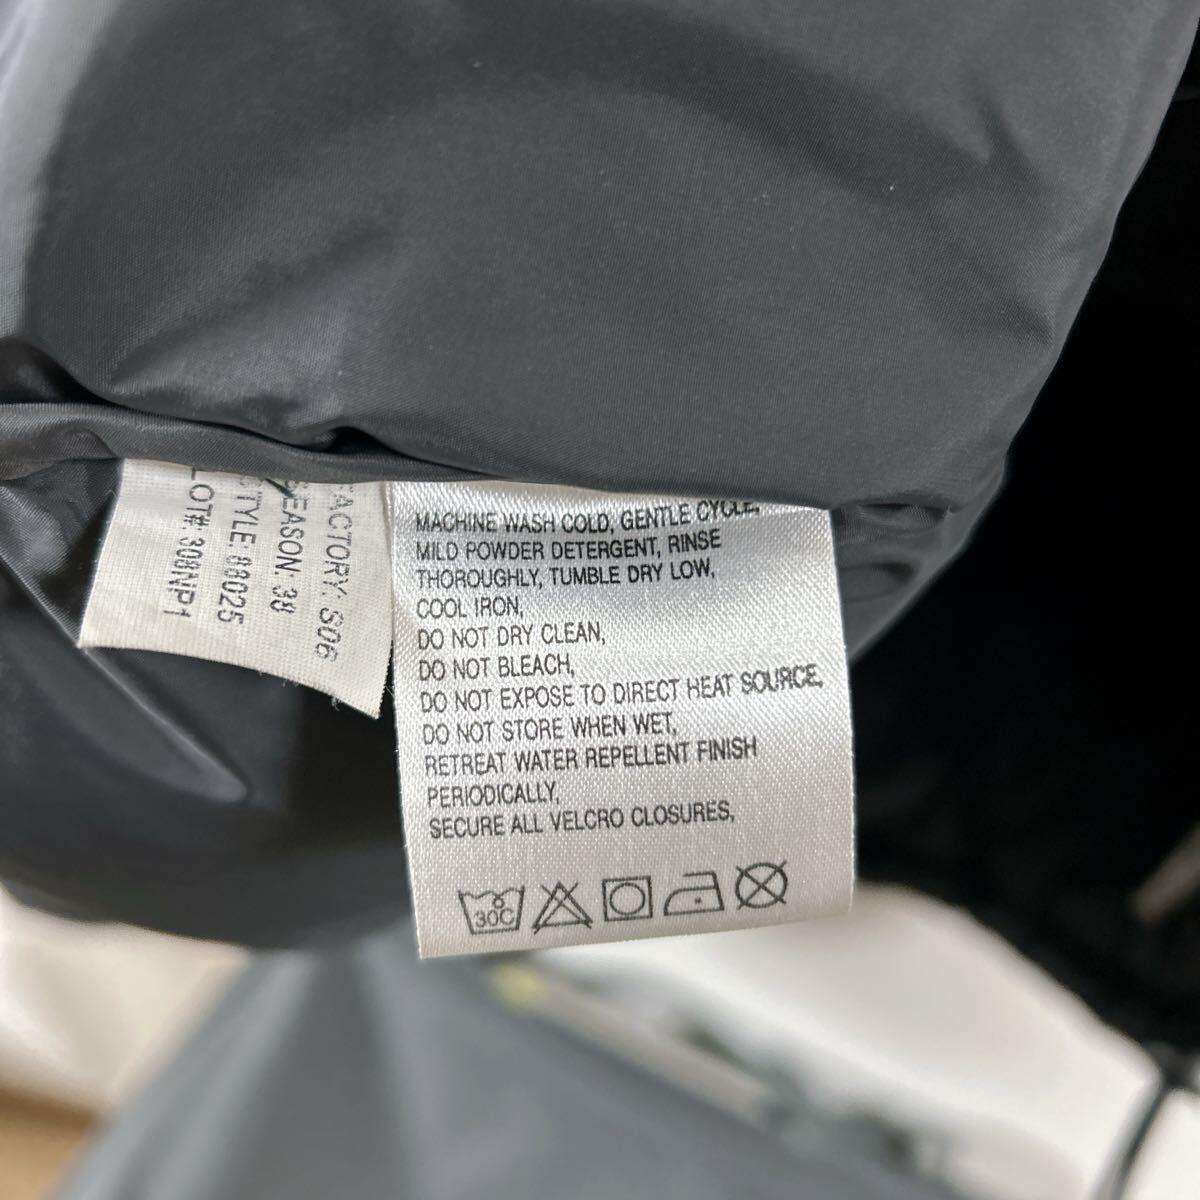 FACTORY: S06
SEASON: 38
STYLE: 88025
LOT#: 308NP1
MACHINE WASH COLD, GENTLE CYCLE,
MILD POWDER DETERGENT, RINSE
THOROUGHLY, TUMBLE DRY LOW,
COOL IRON,
DO NOT DRY CLEAN,
DO NOT BLEACH,
DO NOT EXPOSE TO DIRECT HEAT SOURCE,
DO NOT STORE WHEN WET,
RETREAT WATER REPELLENT FINISH
PERIODICALLY,
SECURE ALL VELCRO CLOSURES,
30C